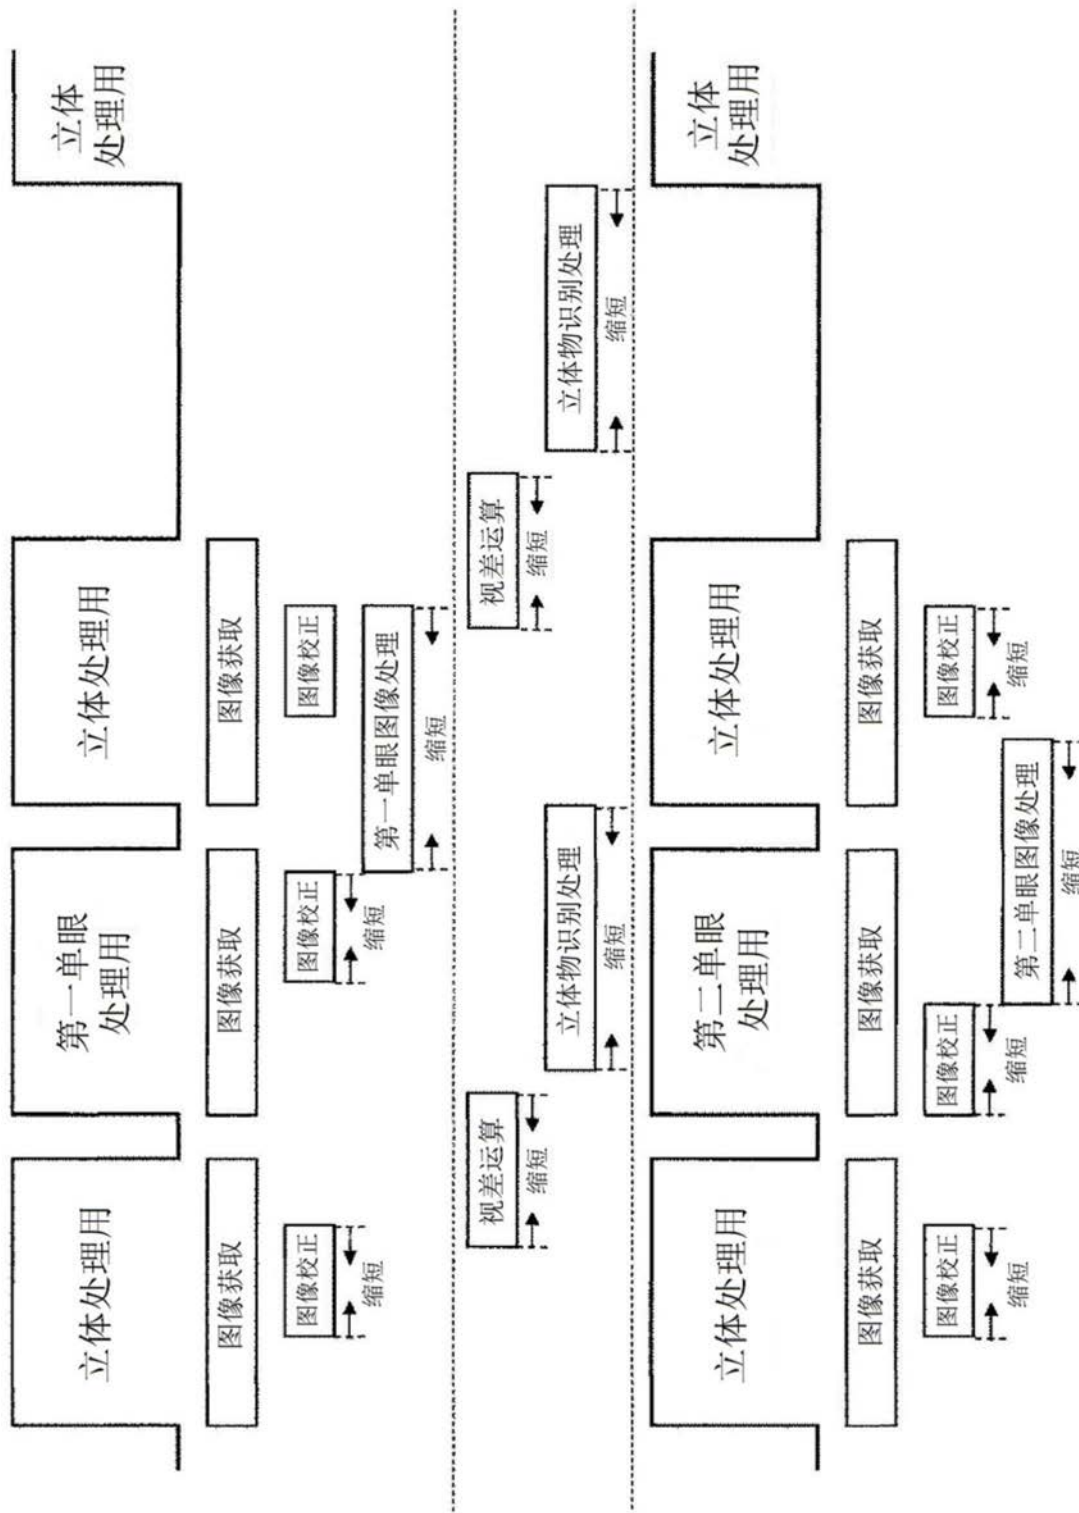 立体处理用
第一单眼
处理用
立体处理用
立体
处理用
图像获取
图像获取
图像获取
图像校正
图像校正
图像校正
缩短
缩短
第一单眼图像处理
缩短
视差运算
视差运算
缩短
缩短
立体物识别处理
立体物识别处理
缩短
缩短
立体处理用
第二单眼
处理用
立体处理用
立体
处理用
图像获取
图像获取
图像获取
图像校正
图像校正
图像校正
缩短
缩短
缩短
第二单眼图像处理
缩短